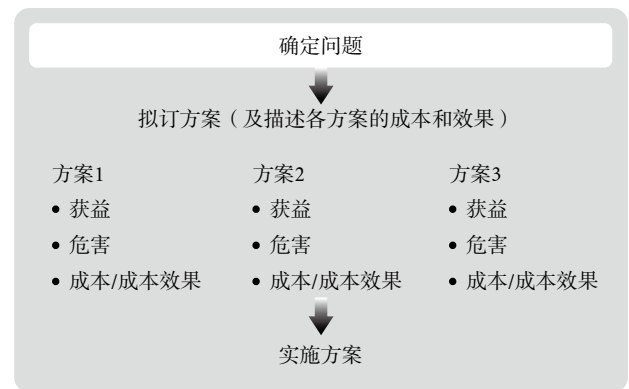 确定问题
拟订方案（及描述各方案的成本和效果）
方案1 方案2 方案3
• 获益 • 获益 • 获益
• 危害 • 危害 • 危害
• 成本/成本效果 • 成本/成本效果 • 成本/成本效果
实施方案